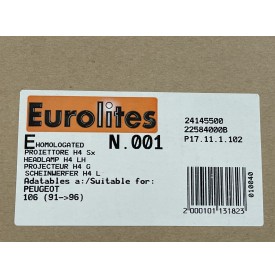 Eurolites
24145500
22584000B
P17.11.1.102
E HOMOLOGATED N.001
PROIETTORE H4 Sx
HEADLAMP H4 LH
PROJECTEUR H4 G
SCHEINWERFER H4 L
Adatables a:/Suitable for:
PEUGEOT
106 (91->96)
010840
2 000101 131823